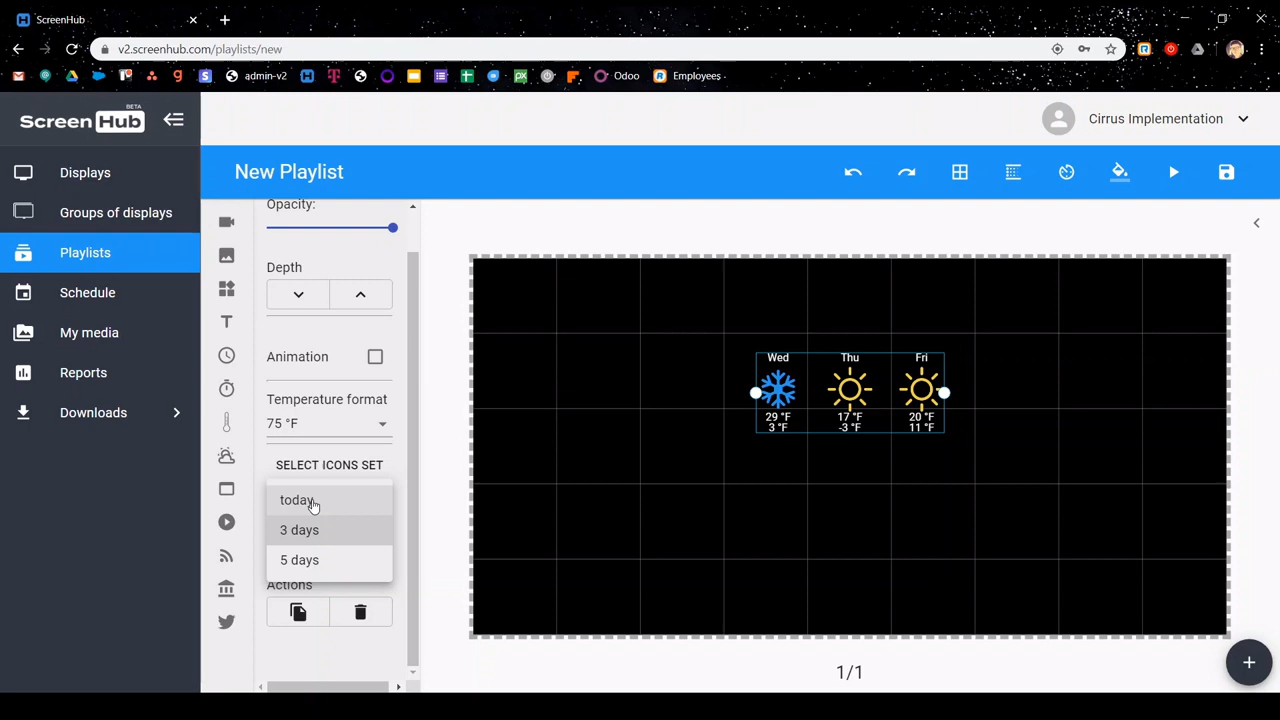 ScreenHub
v2.screenhub.com/playlists/new
admin-v2
Odoo
Employees
BETA
ScreenHub
Cirrus Implementation
Displays
Groups of displays
Playlists
Schedule
My media
Reports
Downloads
New Playlist
Opacity:
Depth
Animation
Temperature format
75 °F
SELECT ICONS SET
today
3 days
5 days
Actions
Wed Thu Fri
29 °F 17 °F 20 °F
3 °F -3 °F 11 °F
1/1